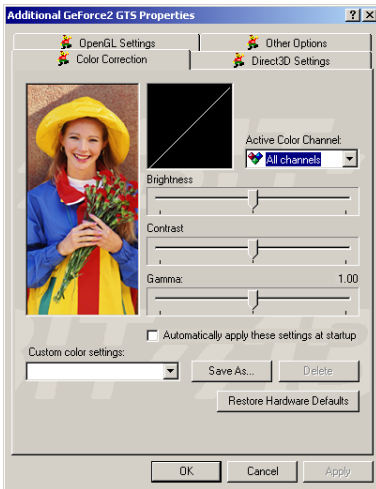 Additional GeForce2 GTS Properties
OpenGL Settings
Other Options
Color Correction
Direct3D Settings
Active Color Channel:
All channels
Brightness
Contrast
Gamma:
1.00
Automatically apply these settings at startup
Custom color settings:
Save As...
Delete
Restore Hardware Defaults
OK
Cancel
Apply